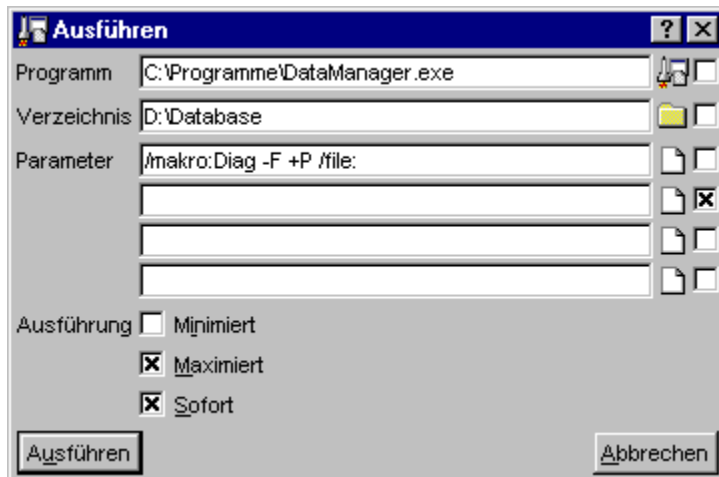 Ausführen
Programm C:\Programme\DataManager.exe
Verzeichnis D:\Database
Parameter /makro:Diag -F +P /file:
Ausführung Minimiert
Maximiert
Sofort
Ausführen Abbrechen